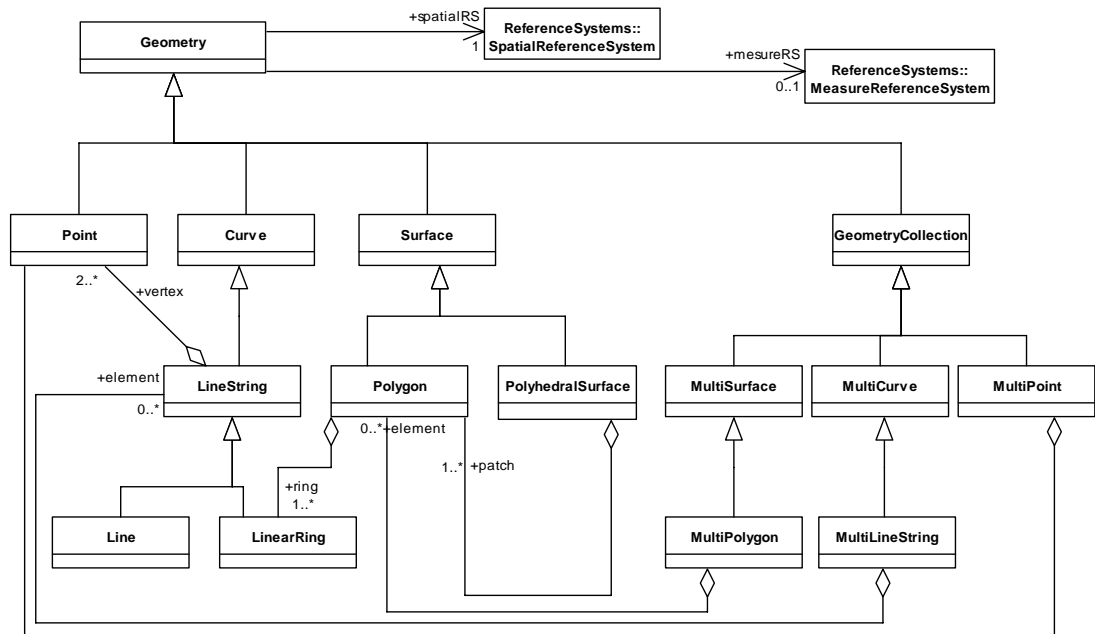 +spatialRS
Geometry
1
ReferenceSystems::
SpatialReferenceSystem
+mesureRS
0..1
ReferenceSystems::
MeasureReferenceSystem
Point
Curve
Surface
GeometryCollection
2..*
+vertex
+element
0..*
LineString
Polygon
PolyhedralSurface
MultiSurface
MultiCurve
MultiPoint
0..*
+element
1..*
+patch
+ring
1..*
Line
LinearRing
MultiPolygon
MultiLineString